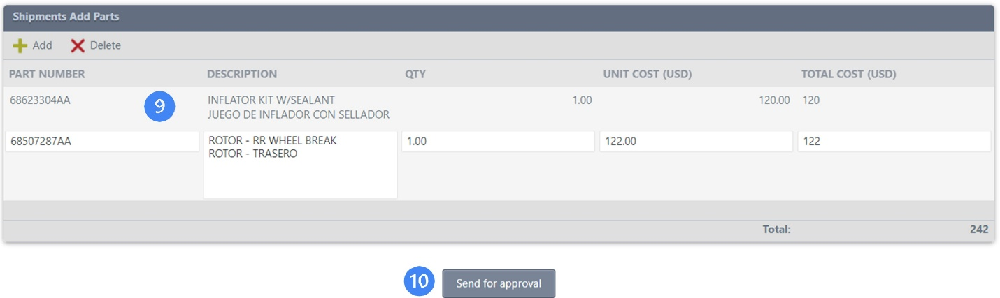 Shipments Add Parts
Add Delete
PART NUMBER DESCRIPTION QTY UNIT COST (USD) TOTAL COST (USD)
68623304AA 9 INFLATOR KIT W/SEALANT 1.00 120.00 120
JUEGO DE INFLADOR CON SELLADOR
68507287AA ROTOR - RR WHEEL BREAK 1.00 122.00 122
ROTOR - TRASERO
Total: 242
10 Send for approval